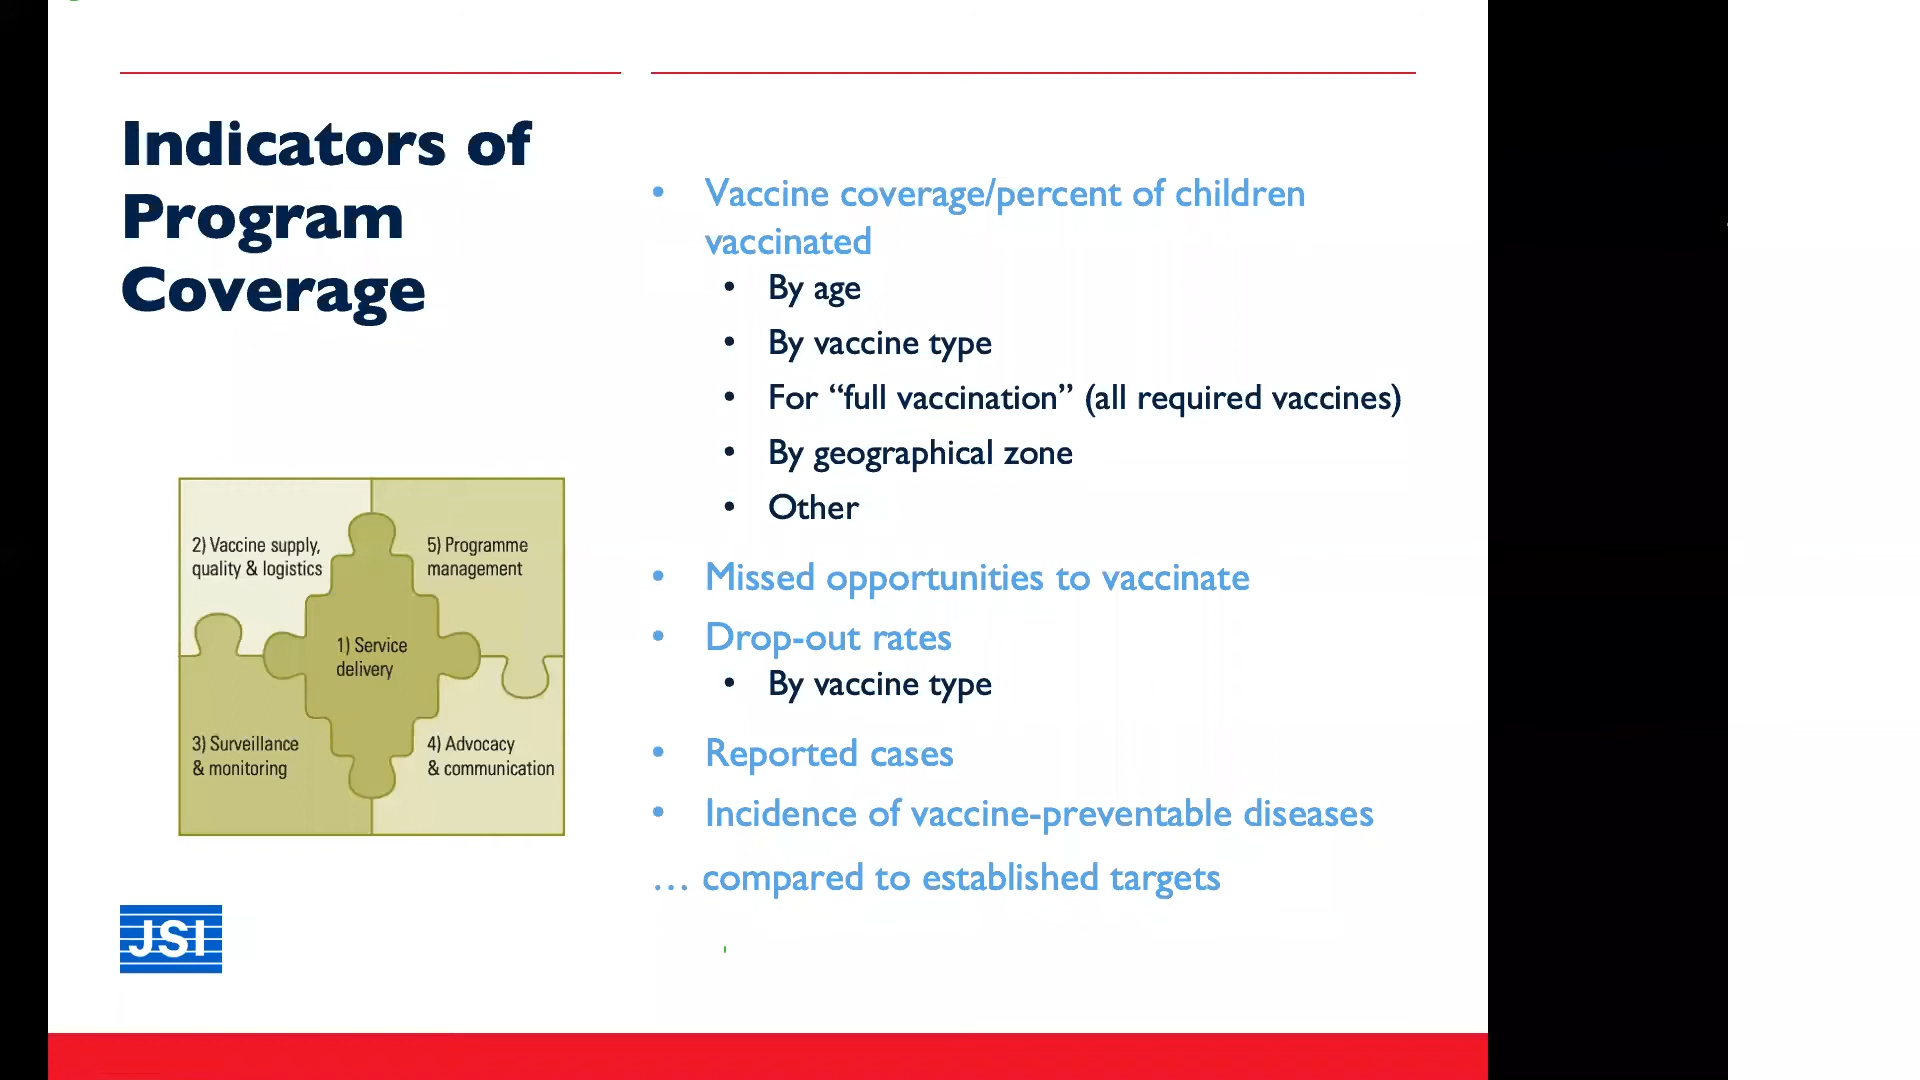 Indicators of
Program
Coverage
• Vaccine coverage/percent of children
vaccinated
• By age
• By vaccine type
• For “full vaccination” (all required vaccines)
• By geographical zone
• Other
• Missed opportunities to vaccinate
• Drop-out rates
• By vaccine type
• Reported cases
• Incidence of vaccine-preventable diseases
… compared to established targets
2) Vaccine supply,
quality & logistics
5) Programme
management
1) Service
delivery
3) Surveillance
& monitoring
4) Advocacy
& communication
JSI